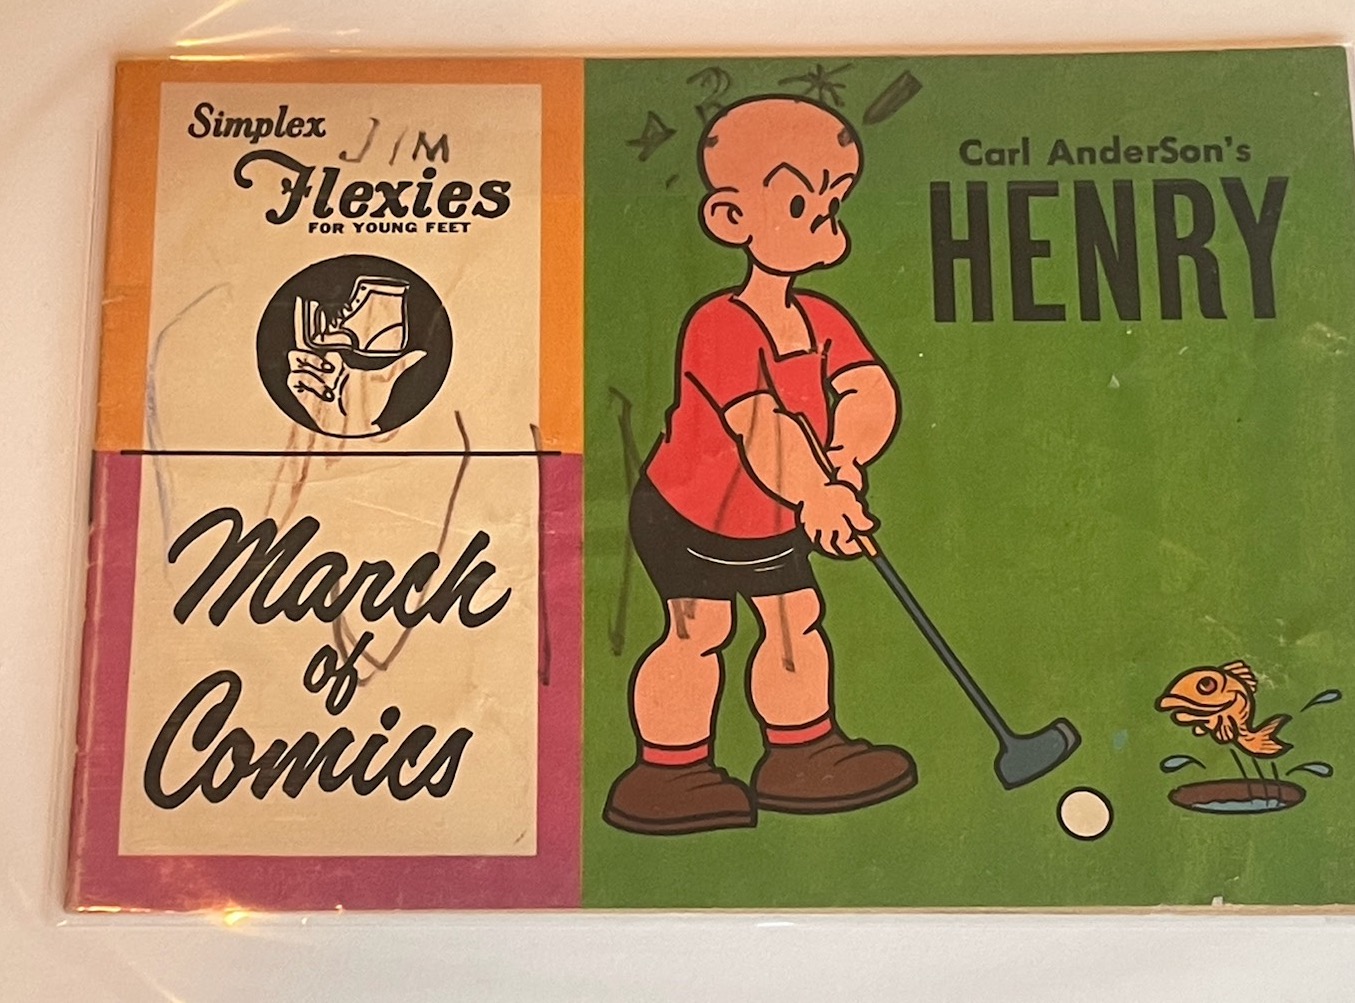 Simplex
JIM
Flexies
FOR YOUNG FEET
March
of
Comics
Carl AnderSon's
HENRY